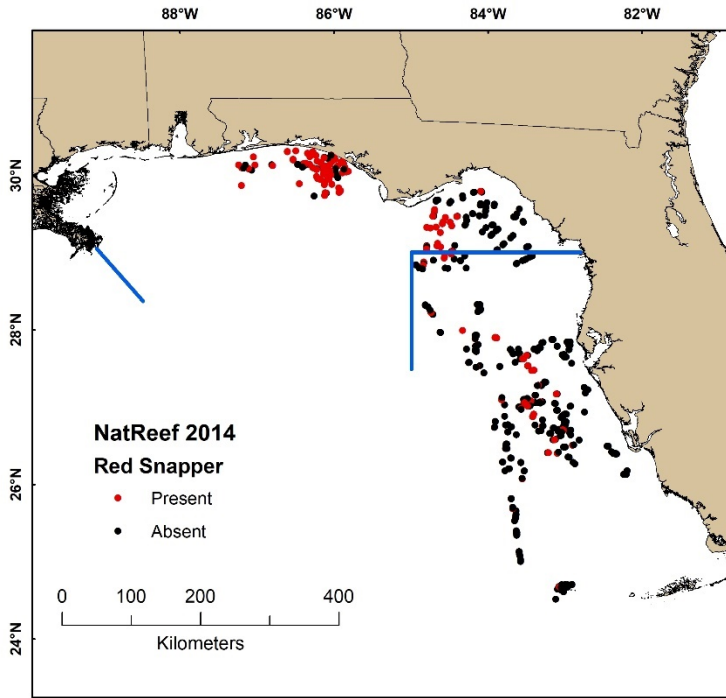 88°W 86°W 84°W 82°W
30°N
28°N
26°N
24°N
NatReef 2014
Red Snapper
Present
Absent
0 100 200 400
Kilometers